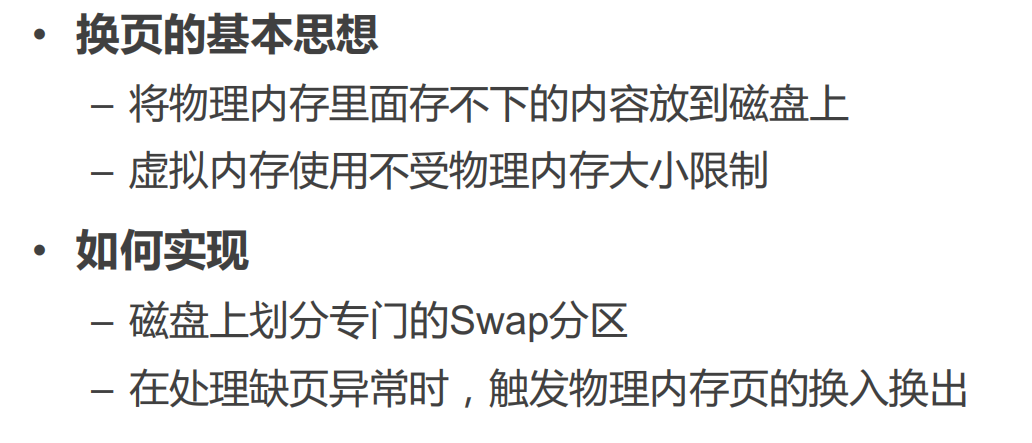 • 换页的基本思想
– 将物理内存里面存不下的内容放到磁盘上
– 虚拟内存使用不受物理内存大小限制
• 如何实现
– 磁盘上划分专门的Swap分区
– 在处理缺页异常时，触发物理内存页的换入换出